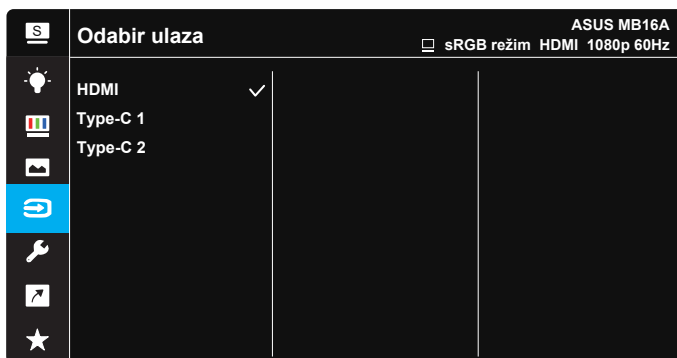 S
Odabir ulaza
ASUS MB16A
sRGB režim HDMI 1080p 60Hz
HDMI
Type-C 1
Type-C 2